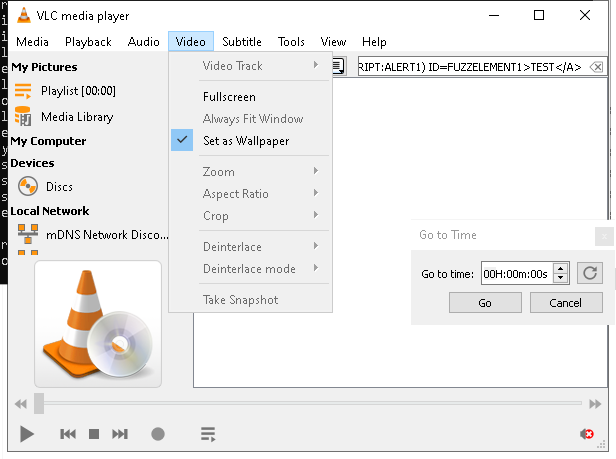 VLC media player
Media Playback Audio Video Subtitle Tools View Help
My Pictures
Playlist [00:00]
Media Library
My Computer
Devices
Discs
Local Network
mDNS Network Disco...
Video Track
Fullscreen
Always Fit Window
Set as Wallpaper
Zoom
Aspect Ratio
Crop
Deinterlace
Deinterlace mode
Take Snapshot
RIPT:ALERT1) ID=FUZZELEMENT1>TEST</A>
Go to Time
Go to time: 00H:00m:00s
Go Cancel